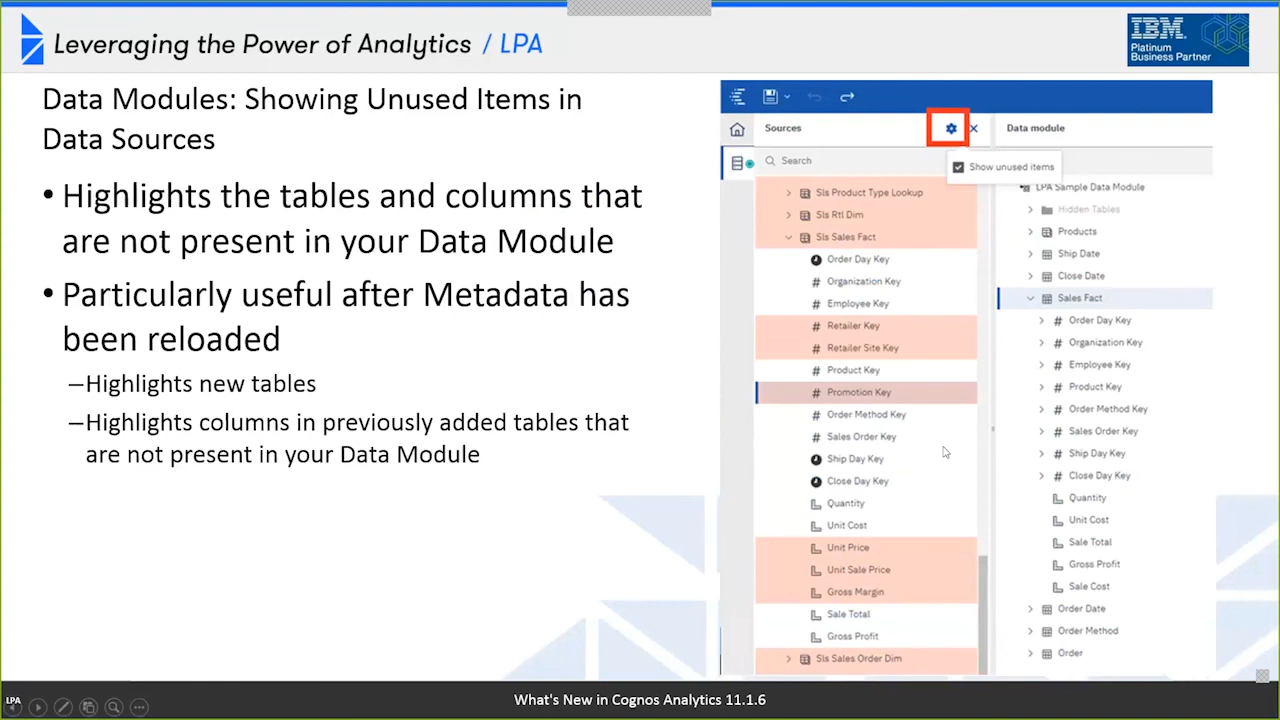 Leveraging the Power of Analytics / LPA
IBM
Platinum
Business Partner
Data Modules: Showing Unused Items in
Data Sources
• Highlights the tables and columns that
are not present in your Data Module
• Particularly useful after Metadata has
been reloaded
–Highlights new tables
–Highlights columns in previously added tables that
are not present in your Data Module
Sources
Search
Show unused items
Sls Product Type Lookup
Sls Rtl Dim
Sls Sales Fact
Order Day Key
Organization Key
Employee Key
Retailer Key
Retailer Site Key
Product Key
Promotion Key
Order Method Key
Sales Order Key
Ship Day Key
Close Day Key
Quantity
Unit Cost
Unit Price
Unit Sale Price
Gross Margin
Sale Total
Gross Profit
Sls Sales Order Dim
Data module
LPA Sample Data Module
Hidden Tables
Products
Ship Date
Close Date
Sales Fact
Order Day Key
Organization Key
Employee Key
Product Key
Order Method Key
Sales Order Key
Ship Day Key
Close Day Key
Quantity
Unit Cost
Sale Total
Gross Profit
Sale Cost
Order Date
Order Method
Order
LPA
What's New in Cognos Analytics 11.1.6